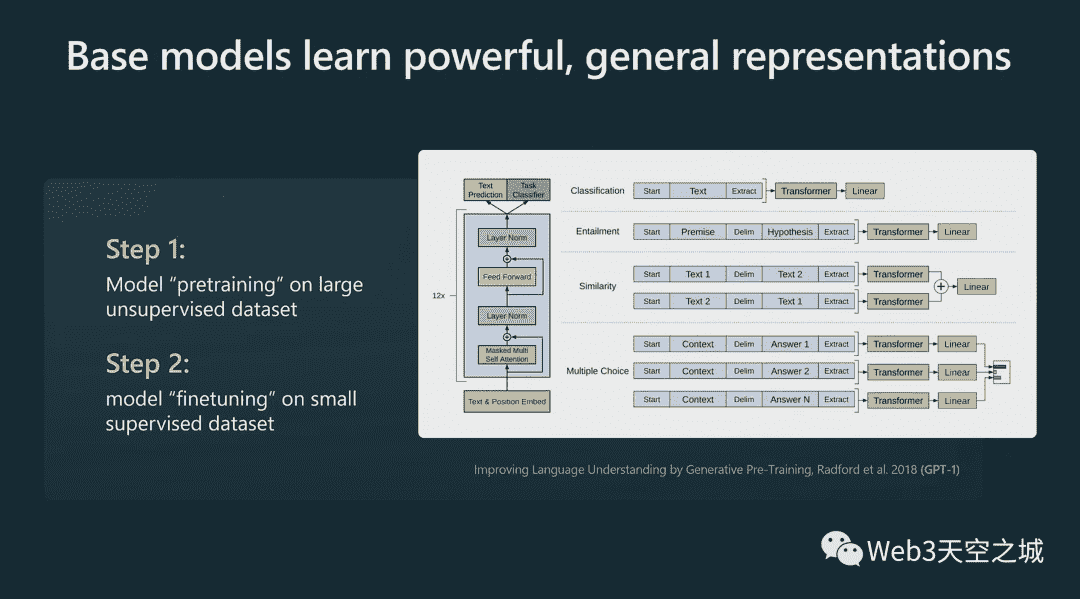 Base models learn powerful, general representations
Step 1:
Model “pretraining” on large
unsupervised dataset
Step 2:
model “finetuning” on small
supervised dataset
Text
Prediction
Task
Classifier
Layer Norm
Feed Forward
12x
Layer Norm
Masked Multi
Self Attention
Text & Position Embed
Classification Start Text Extract Transformer Linear
Entailment Start Premise Delim Hypothesis Extract Transformer Linear
Similarity
Start Text 1 Delim Text 2 Extract Transformer
+ Linear
Start Text 2 Delim Text 1 Extract Transformer
Multiple Choice
Start Context Delim Answer 1 Extract Transformer Linear
Start Context Delim Answer 2 Extract Transformer Linear
Start Context Delim Answer N Extract Transformer Linear
Improving Language Understanding by Generative Pre-Training, Radford et al. 2018 (GPT-1)
Web3天空之城